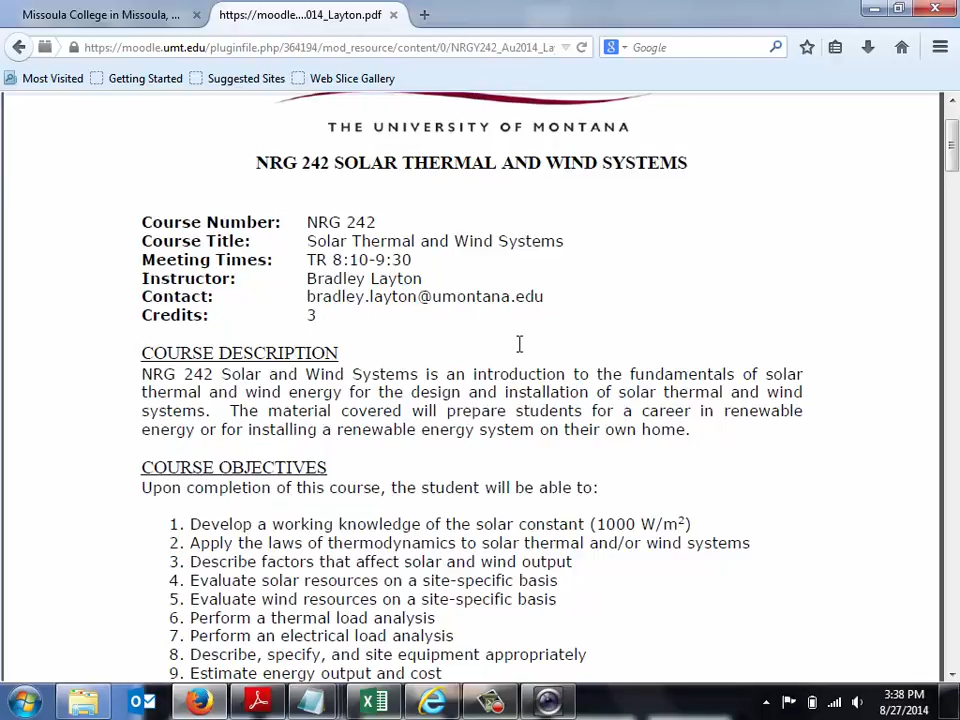 Missoula College in Missoula, ...
https://moodle....014_Layton.pdf
https://moodle.umt.edu/pluginfile.php/364194/mod_resource/content/0/NRGY242_Au2014_La
Google
Most Visited
Getting Started
Suggested Sites
Web Slice Gallery
THE UNIVERSITY OF MONTANA
NRG 242 SOLAR THERMAL AND WIND SYSTEMS
Course Number: NRG 242
Course Title: Solar Thermal and Wind Systems
Meeting Times: TR 8:10-9:30
Instructor: Bradley Layton
Contact: bradley.layton@umontana.edu
Credits: 3
COURSE DESCRIPTION
NRG 242 Solar and Wind Systems is an introduction to the fundamentals of solar
thermal and wind energy for the design and installation of solar thermal and wind
systems. The material covered will prepare students for a career in renewable
energy or for installing a renewable energy system on their own home.
COURSE OBJECTIVES
Upon completion of this course, the student will be able to:
1. Develop a working knowledge of the solar constant (1000 W/m²)
2. Apply the laws of thermodynamics to solar thermal and/or wind systems
3. Describe factors that affect solar and wind output
4. Evaluate solar resources on a site-specific basis
5. Evaluate wind resources on a site-specific basis
6. Perform a thermal load analysis
7. Perform an electrical load analysis
8. Describe, specify, and site equipment appropriately
9. Estimate energy output and cost
3:38 PM
8/27/2014